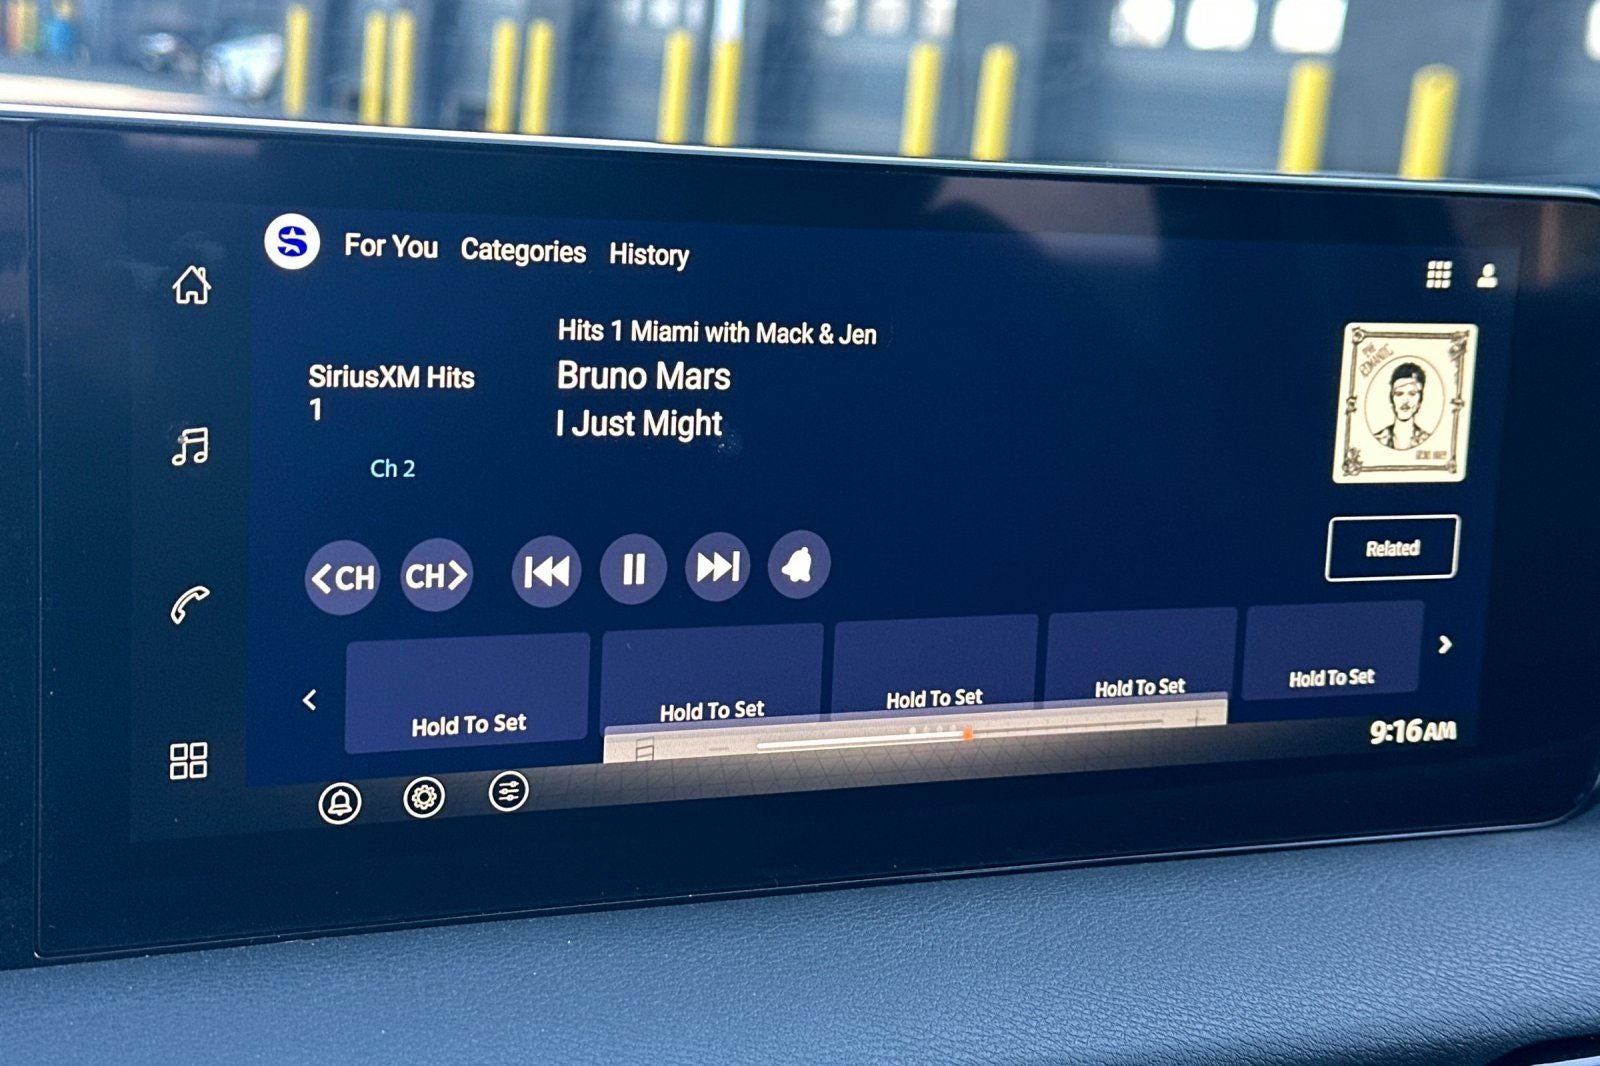 For You Categories History
Hits 1 Miami with Mack & Jen
SiriusXM Hits
1
Bruno Mars
I Just Might
Ch 2
<CH CH>
Related
Hold To Set
Hold To Set
Hold To Set
Hold To Set
Hold To Set
9:16AM